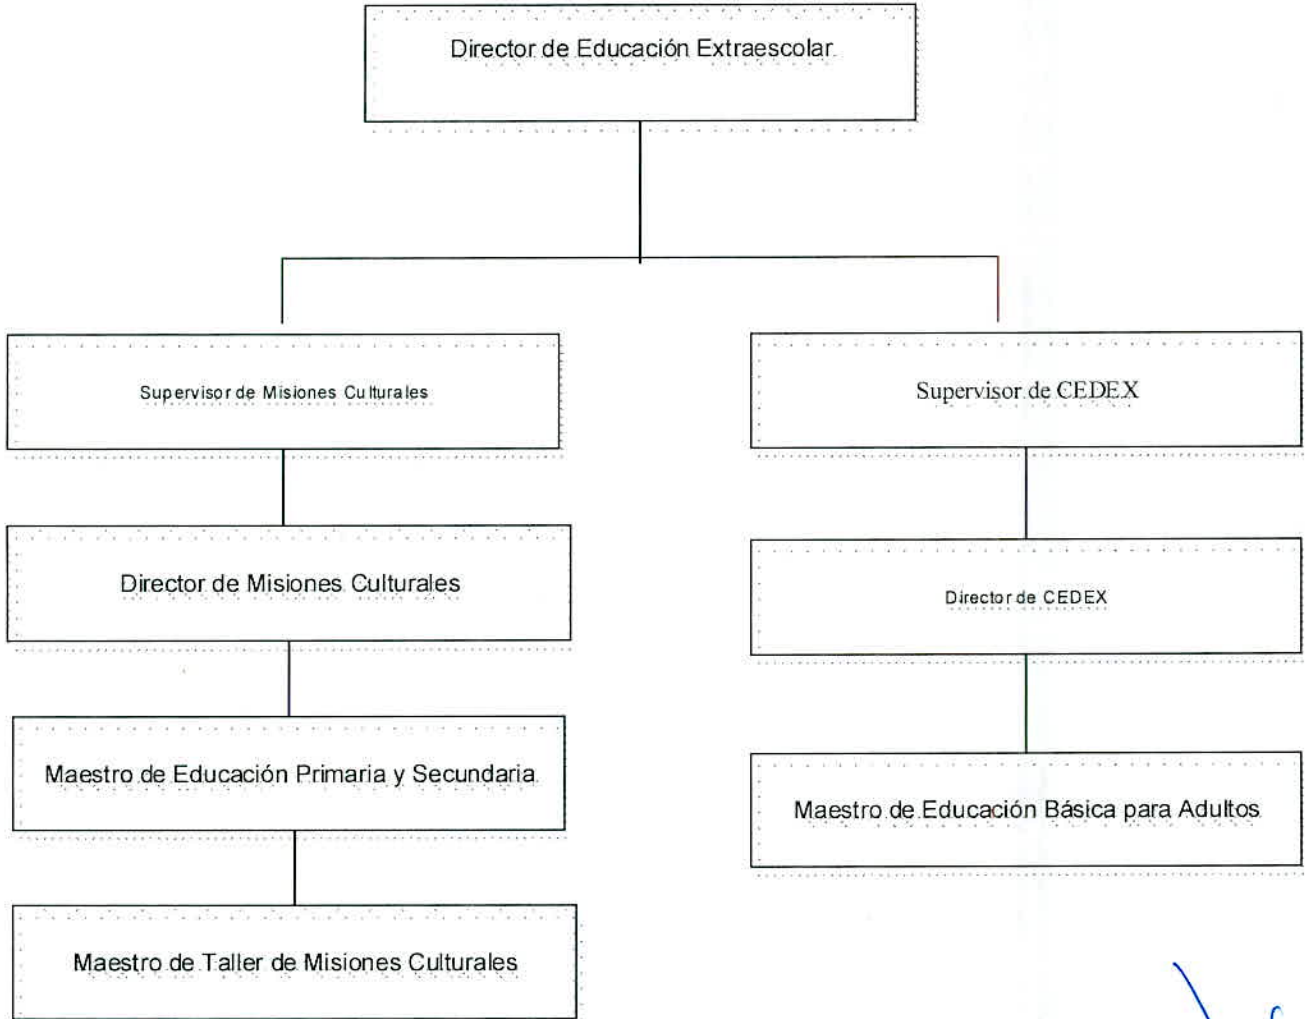 Director de Educación Extraescolar
Supervisor de Misiones Culturales
Supervisor de CEDEX
Director de Misiones Culturales
Director de CEDEX
Maestro de Educación Primaria y Secundaria
Maestro de Educación Básica para Adultos
Maestro de Taller de Misiones Culturales